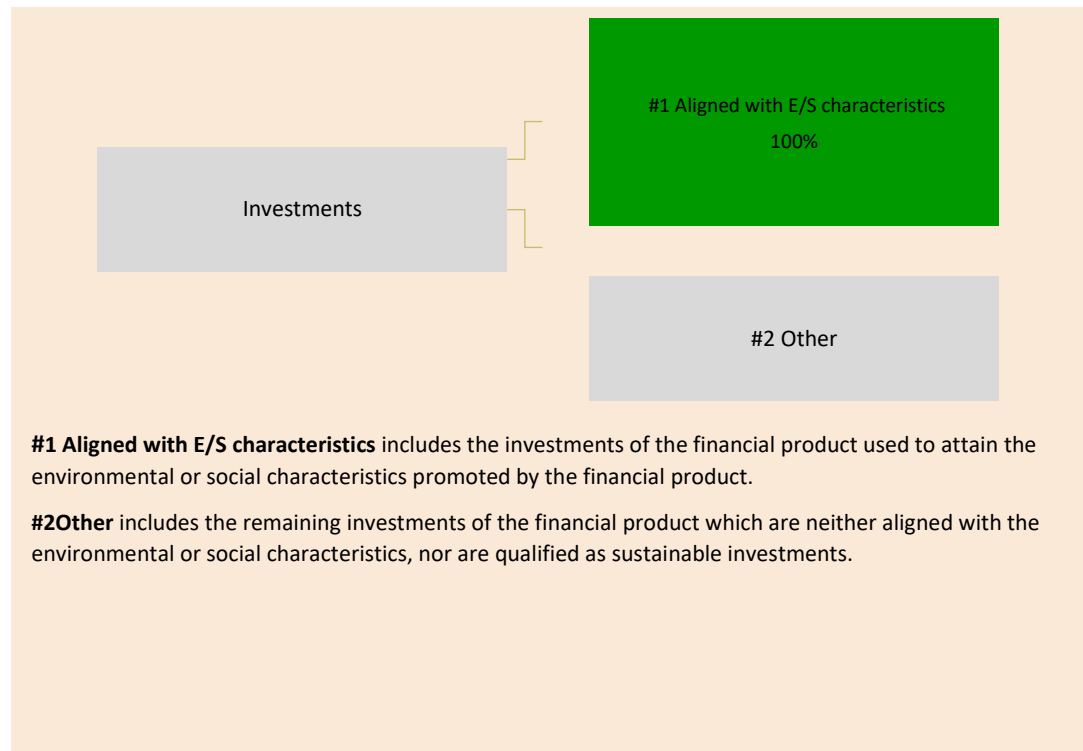 #1 Aligned with E/S characteristics
100%
Investments
#2 Other
#1 Aligned with E/S characteristics includes the investments of the financial product used to attain the
environmental or social characteristics promoted by the financial product.
#2Other includes the remaining investments of the financial product which are neither aligned with the
environmental or social characteristics, nor are qualified as sustainable investments.